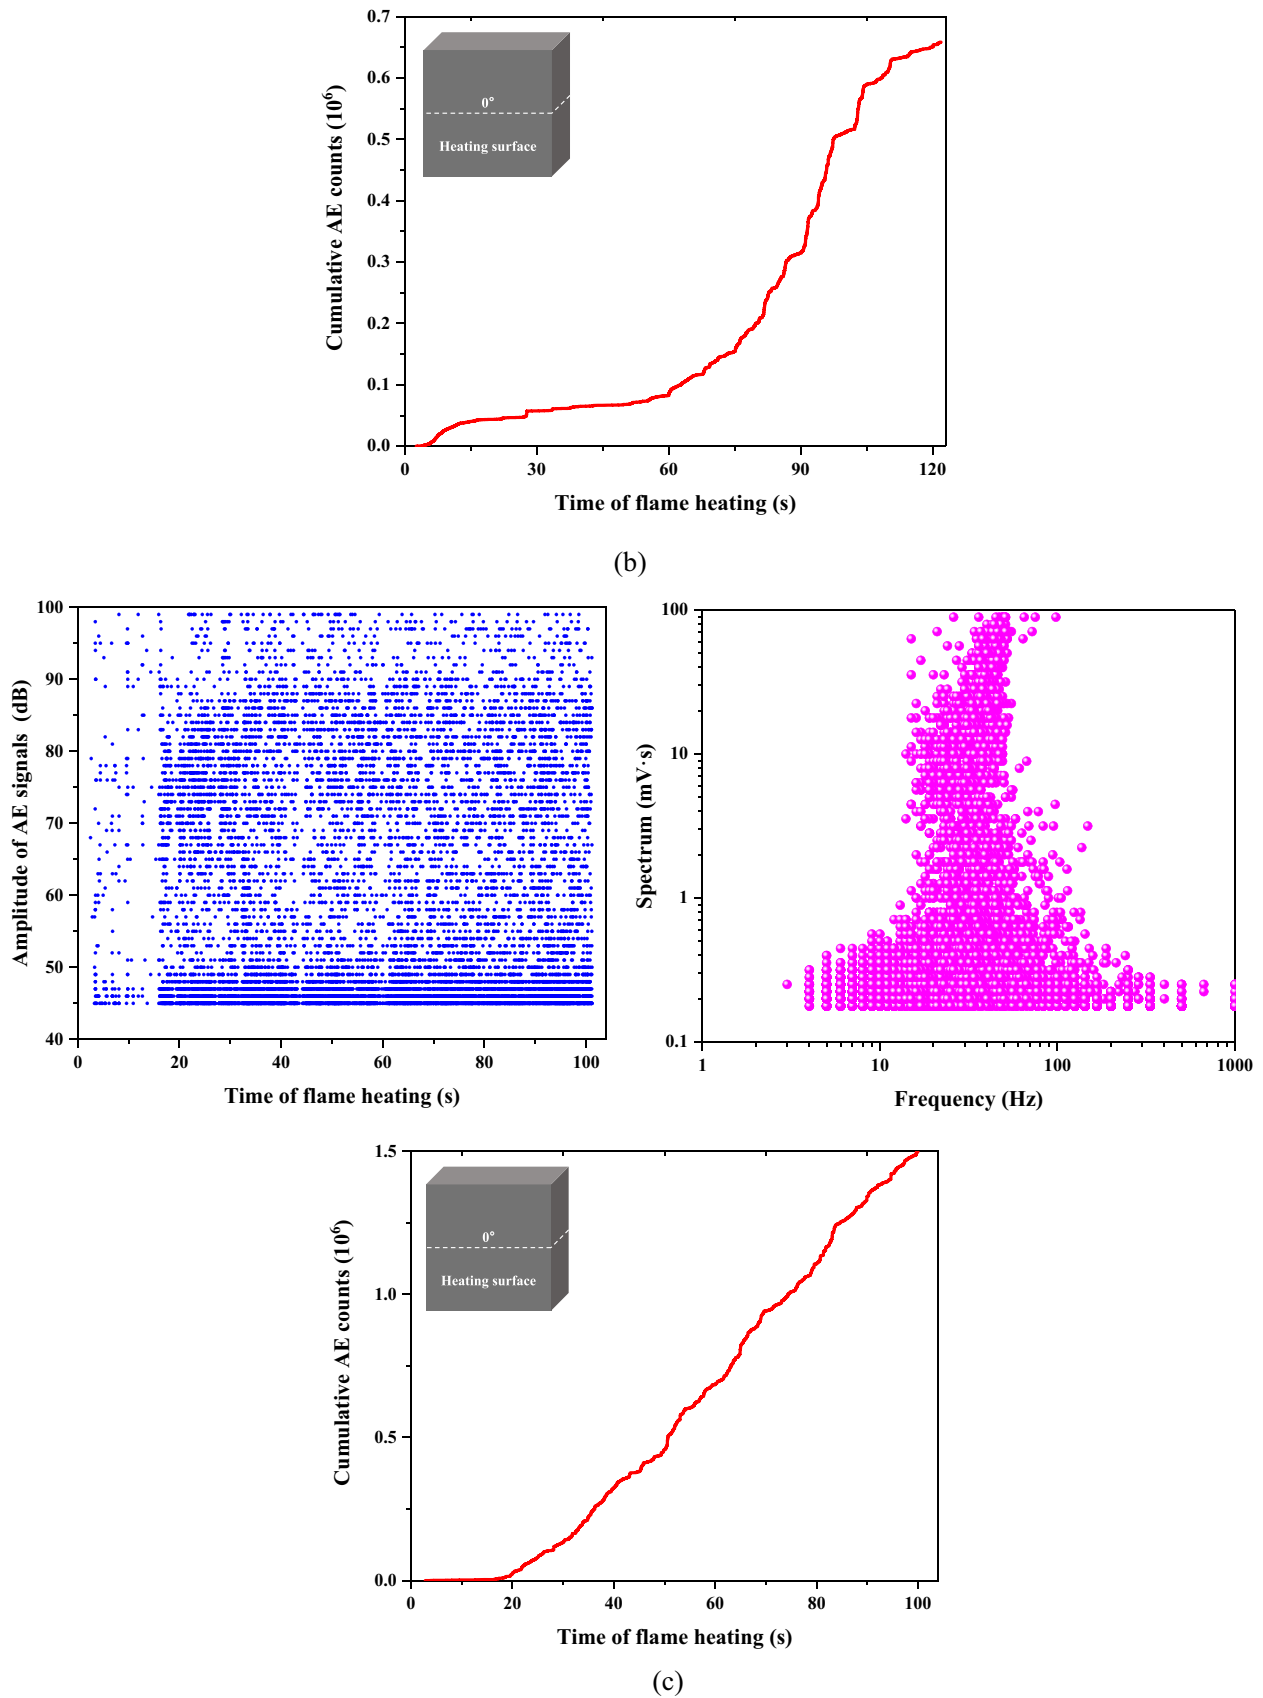 0.7
0.6
0.5
0.4
0.3
0.2
0.1
0.0
Cumulative AE counts (10⁶)
0°
Heating surface
0 30 60 90 120
Time of flame heating (s)
(b)
100
90
80
70
60
50
40
Amplitude of AE signals (dB)
0 20 40 60 80 100
Time of flame heating (s)
100
10
1
0.1
Spectrum (mV·s)
1 10 100 1000
Frequency (Hz)
1.5
1.0
0.5
0.0
Cumulative AE counts (10⁶)
0°
Heating surface
0 20 40 60 80 100
Time of flame heating (s)
(c)